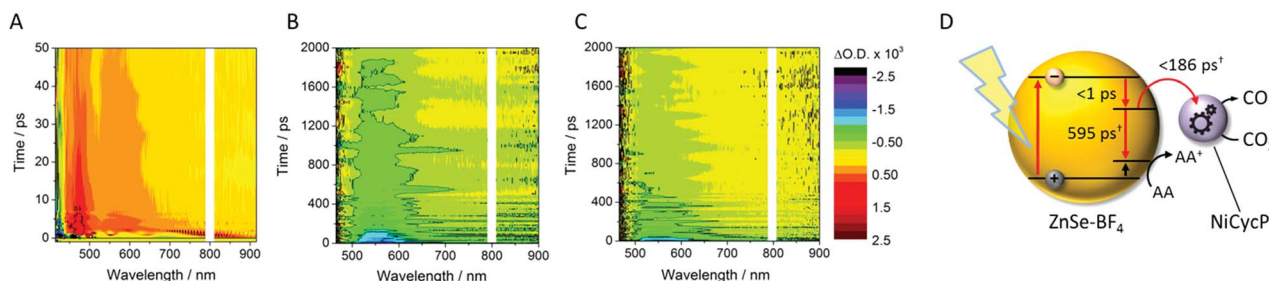 A
50
40
30
20
10
0
Time / ps
500 600 700 800 900
Wavelength / nm
B
2000
1600
1200
800
400
0
Time / ps
500 600 700 800 900
Wavelength / nm
C
2000
1600
1200
800
400
0
Time / ps
500 600 700 800 900
Wavelength / nm
ΔO.D. x 10³
-2.5
-1.5
-0.50
0.50
1.5
2.5
D
<186 ps†
<1 ps
595 ps†
−
+
CO
CO
AA⁺
AA
ZnSe-BF₄
NiCycP